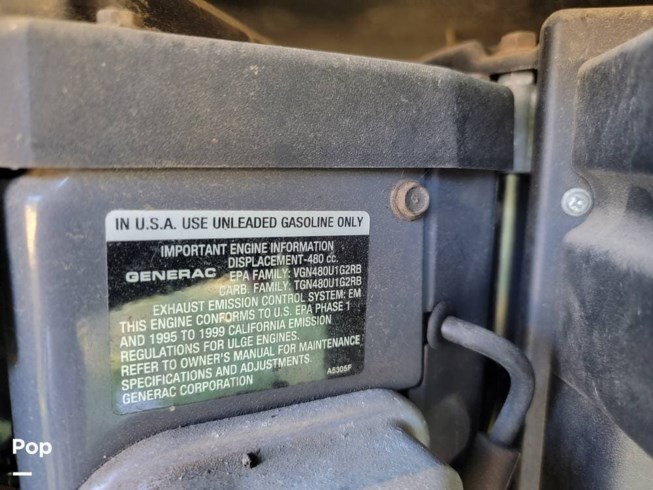 IN U.S.A. USE UNLEADED GASOLINE ONLY
IMPORTANT ENGINE INFORMATION
DISPLACEMENT-480 cc.
GENERAC EPA FAMILY: VGN480U1G2RB
CARB. FAMILY: TGN480U1G2RB
EXHAUST EMISSION CONTROL SYSTEM: EM
THIS ENGINE CONFORMS TO U.S. EPA PHASE 1
AND 1995 TO 1999 CALIFORNIA EMISSION
REGULATIONS FOR ULGE ENGINES.
REFER TO OWNER'S MANUAL FOR MAINTENANCE
SPECIFICATIONS AND ADJUSTMENTS.
GENERAC CORPORATION A5305F
Pop